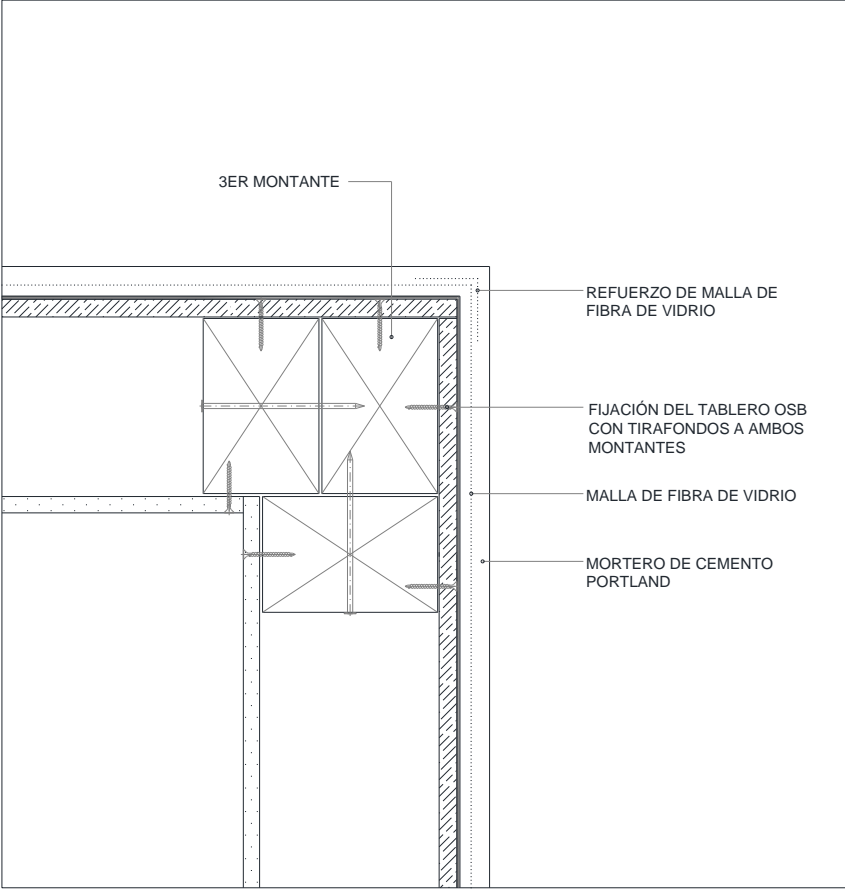 3ER MONTANTE
REFUERZO DE MALLA DE
FIBRA DE VIDRIO
FIJACIÓN DEL TABLERO OSB
CON TIRAFONDOS A AMBOS
MONTANTES
MALLA DE FIBRA DE VIDRIO
MORTERO DE CEMENTO
PORTLAND